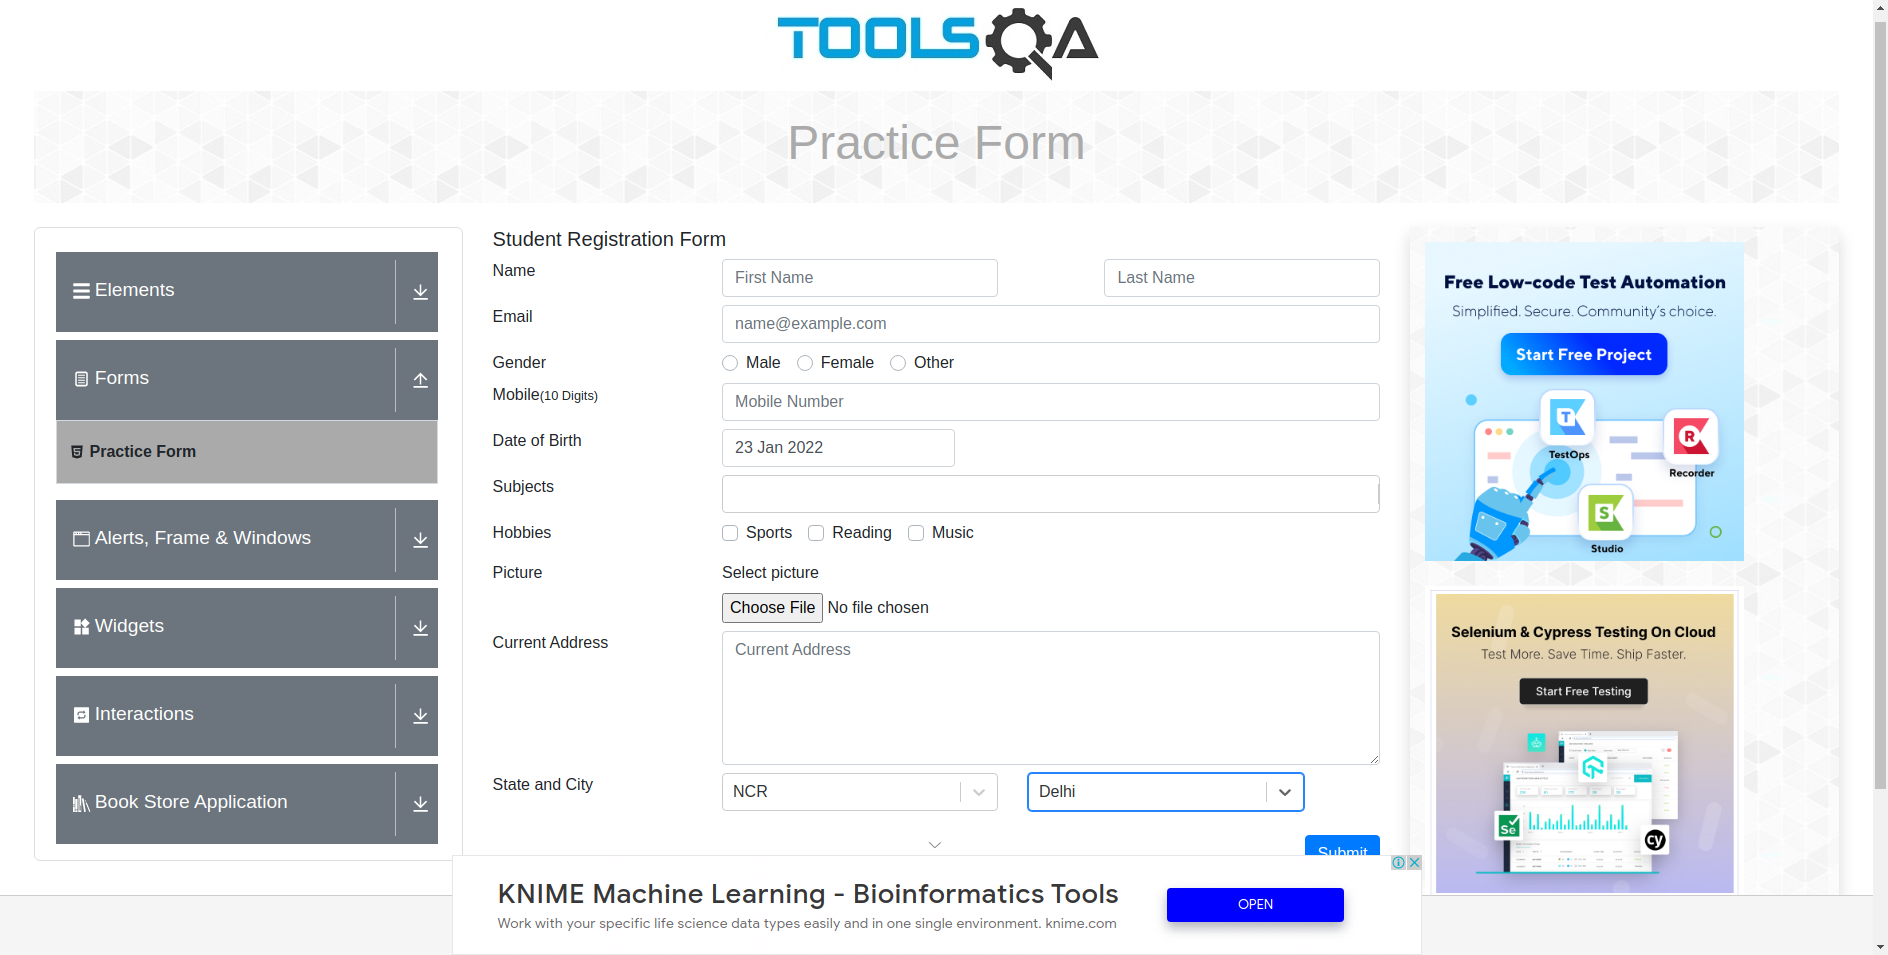 TOOLSQA
Practice Form
Elements
Forms
Practice Form
Alerts, Frame & Windows
Widgets
Interactions
Book Store Application
Student Registration Form
Name
First Name
Last Name
Email
name@example.com
Gender
Male
Female
Other
Mobile(10 Digits)
Mobile Number
Date of Birth
23 Jan 2022
Subjects
Hobbies
Sports
Reading
Music
Picture
Select picture
Choose File No file chosen
Current Address
Current Address
State and City
NCR
Delhi
Submit
Free Low-code Test Automation
Simplified. Secure. Community's choice.
Start Free Project
T
TestOps
R
Recorder
S
Studio
Selenium & Cypress Testing On Cloud
Test More. Save Time. Ship Faster.
Start Free Testing
Se
cy
KNIME Machine Learning - Bioinformatics Tools
Work with your specific life science data types easily and in one single environment. knime.com
OPEN